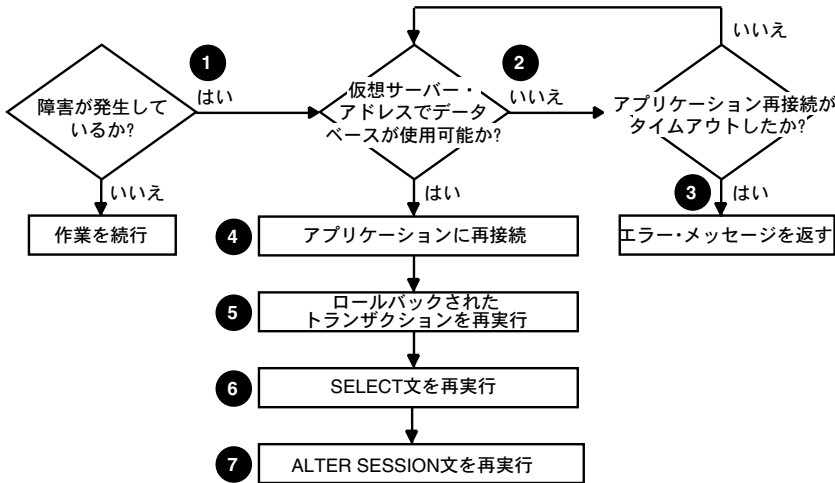 いいえ
1
2
障害が発生して
いるか?
はい
仮想サーバー・
アドレスでデータ
ベースが使用可能か?
いいえ
アプリケーション再接続が
タイムアウトしたか?
いいえ
はい
3
はい
作業を続行
4
アプリケーションに再接続
エラー・メッセージを返す
5
ロールバックされた
トランザクションを再実行
6
SELECT文を再実行
7
ALTER SESSION文を再実行